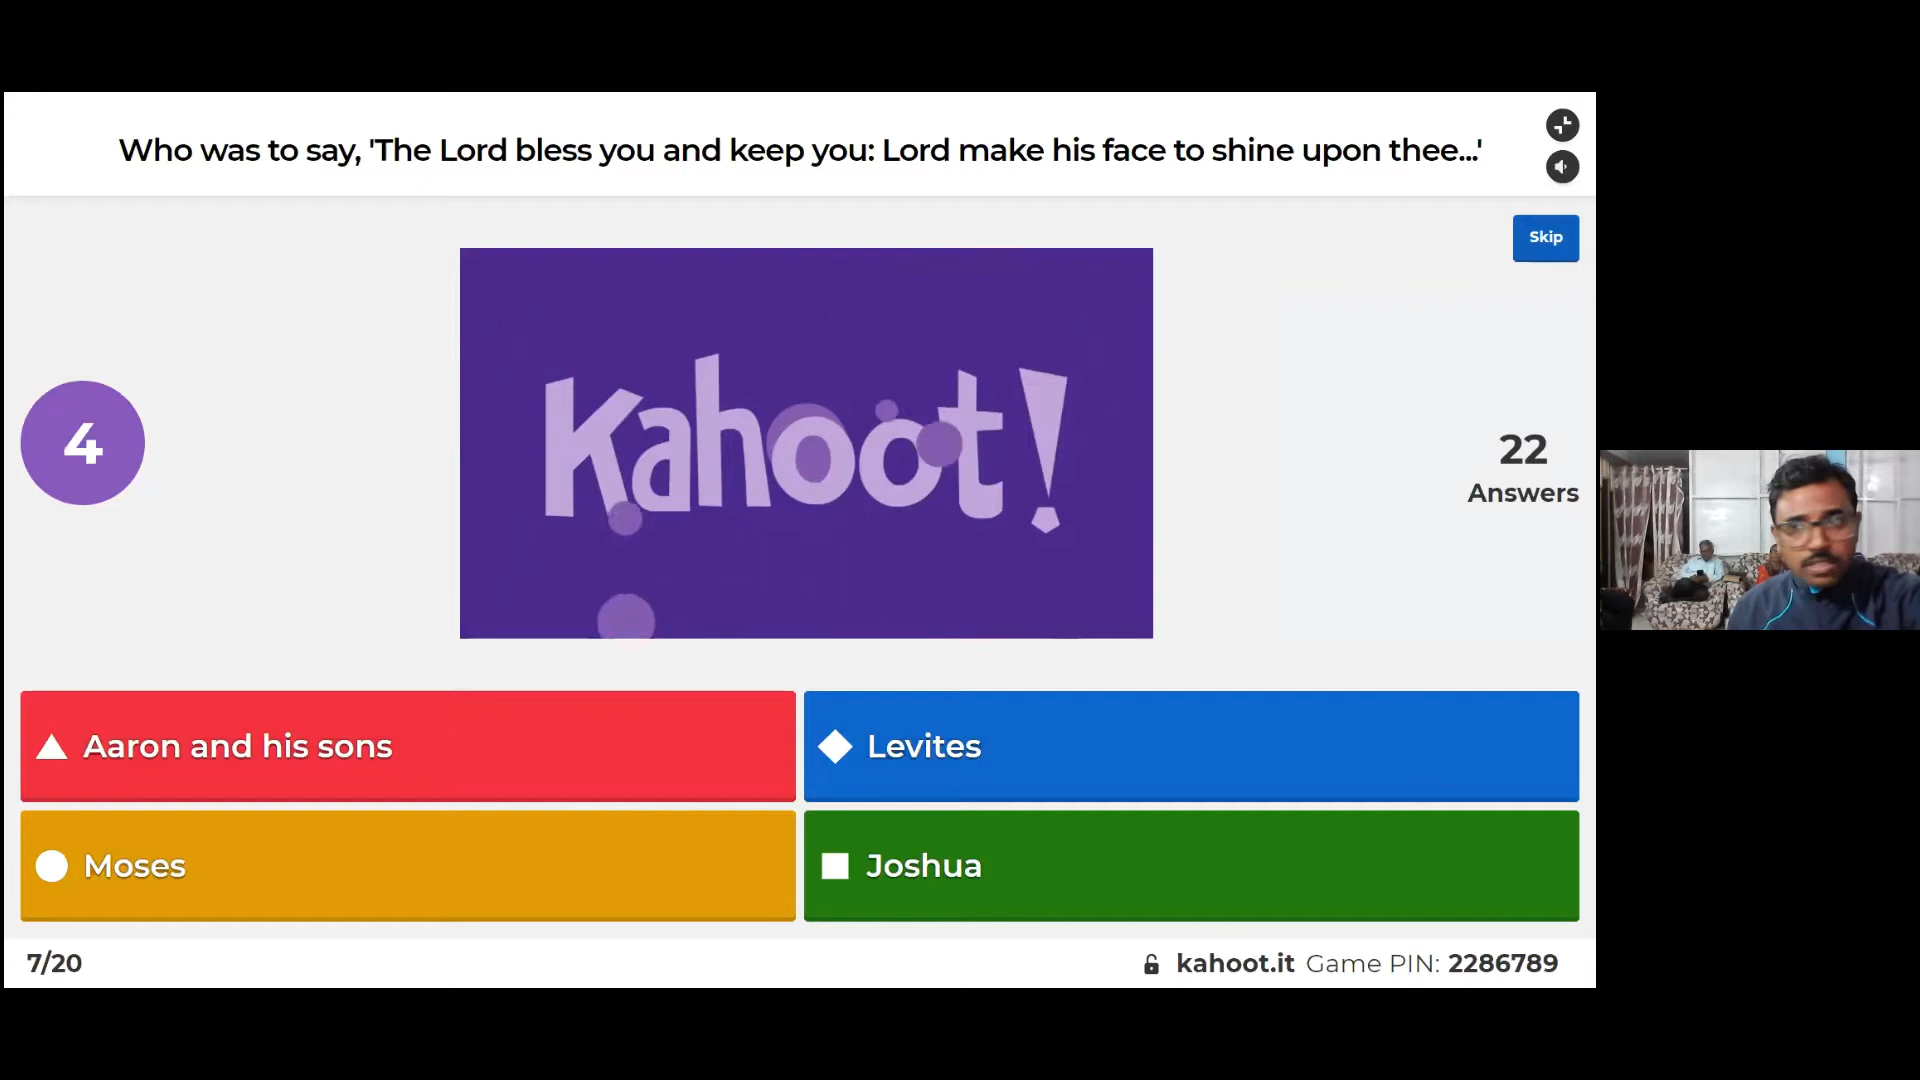 Who was to say, 'The Lord bless you and keep you: Lord make his face to shine upon thee...'
Skip
4
Kahoot!
22
Answers
Aaron and his sons
Levites
Moses
Joshua
7/20
kahoot.it Game PIN: 2286789